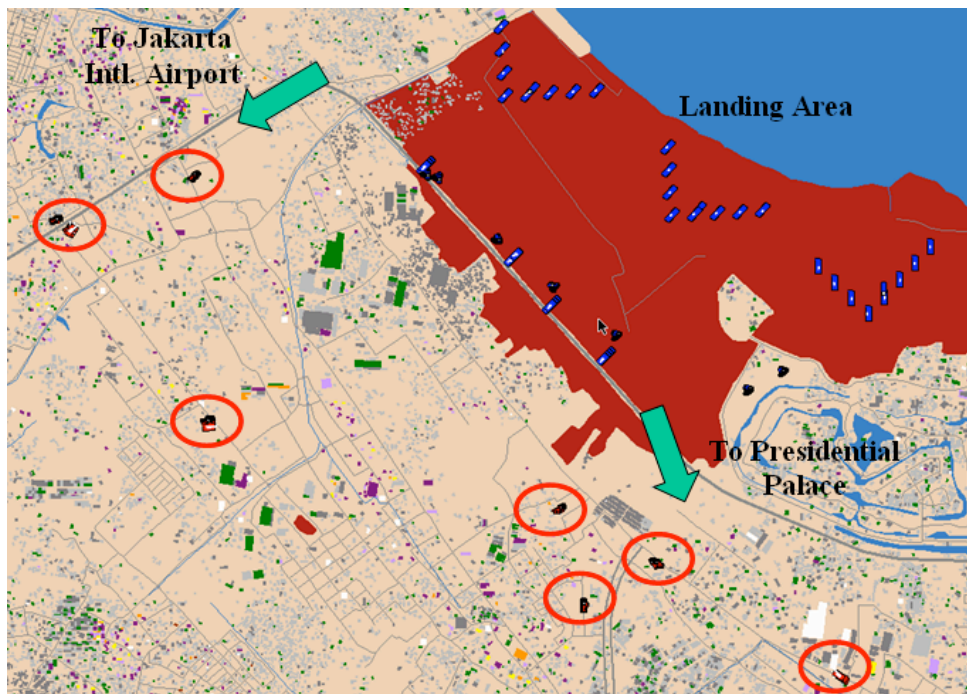 To Jakarta
Intl. Airport
Landing Area
To Presidential
Palace